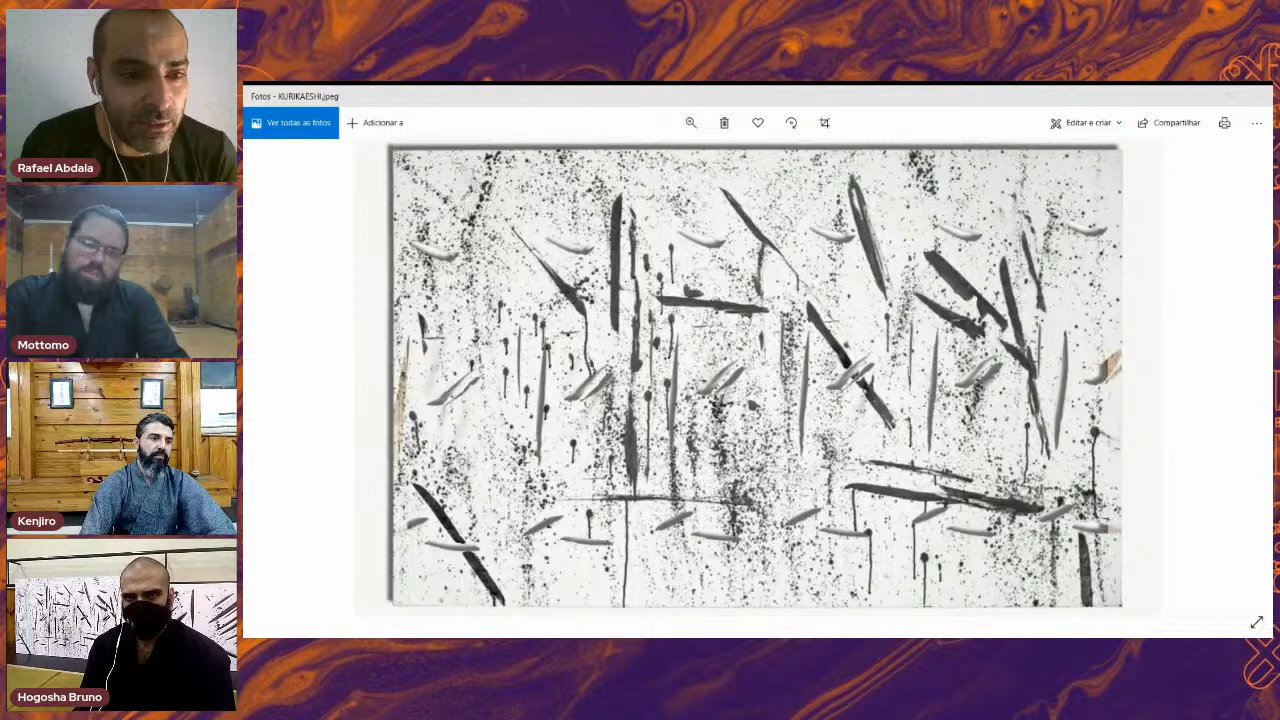 Rafael Abdala
Mottomo
Kenjiro
Hogosha Bruno
Fotos - KURIKAESHI.jpeg
Ver todas as fotos
Adicionar a
Editar e criar
Compartilhar